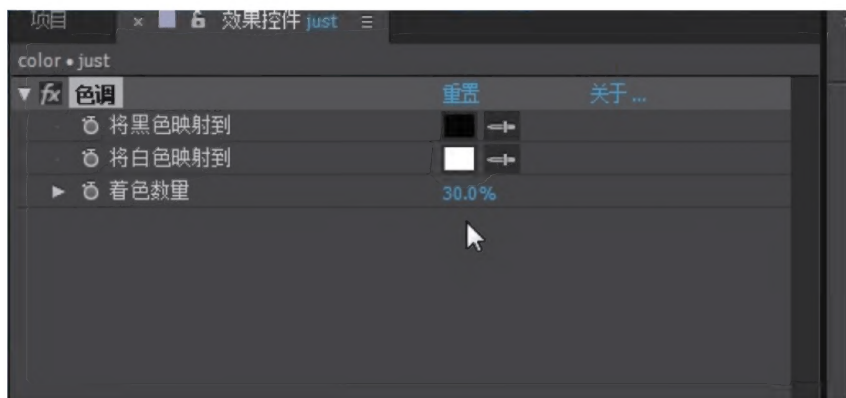 项目 × 效果控件 just ≡
color • just
fx 色调 重置 关于 ...
将黑色映射到
将白色映射到
着色数量 30.0%